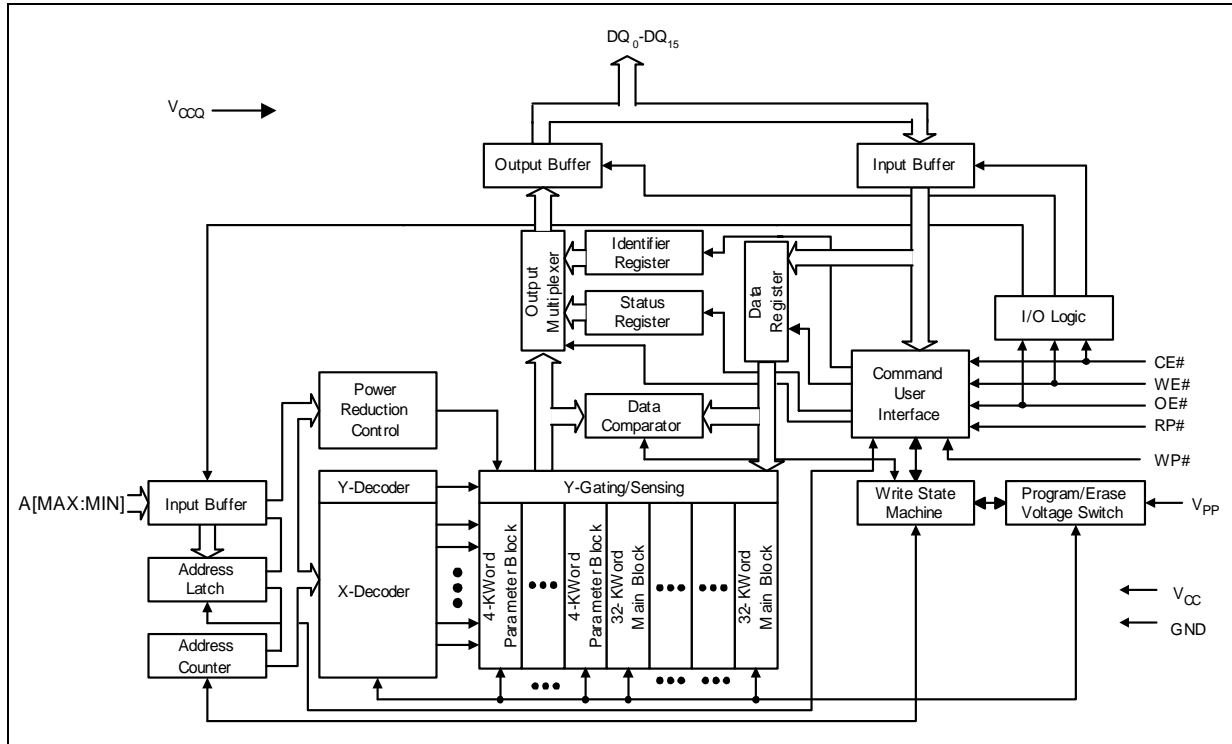 DQ0-DQ15
VCCQ
Output Buffer
Input Buffer
Output
Multiplexer
Identifier
Register
Status
Register
Data
Register
I/O Logic
CE#
WE#
OE#
RP#
WP#
Command
User
Interface
Power
Reduction
Control
Data
Comparator
A[MAX:MIN]
Input Buffer
Y-Decoder
Y-Gating/Sensing
Write State
Machine
Program/Erase
Voltage Switch
VPP
Address
Latch
X-Decoder
4-KWord
Parameter Block
4-KWord
Parameter Block
32-KWord
Main Block
32-KWord
Main Block
Address
Counter
VCC
GND